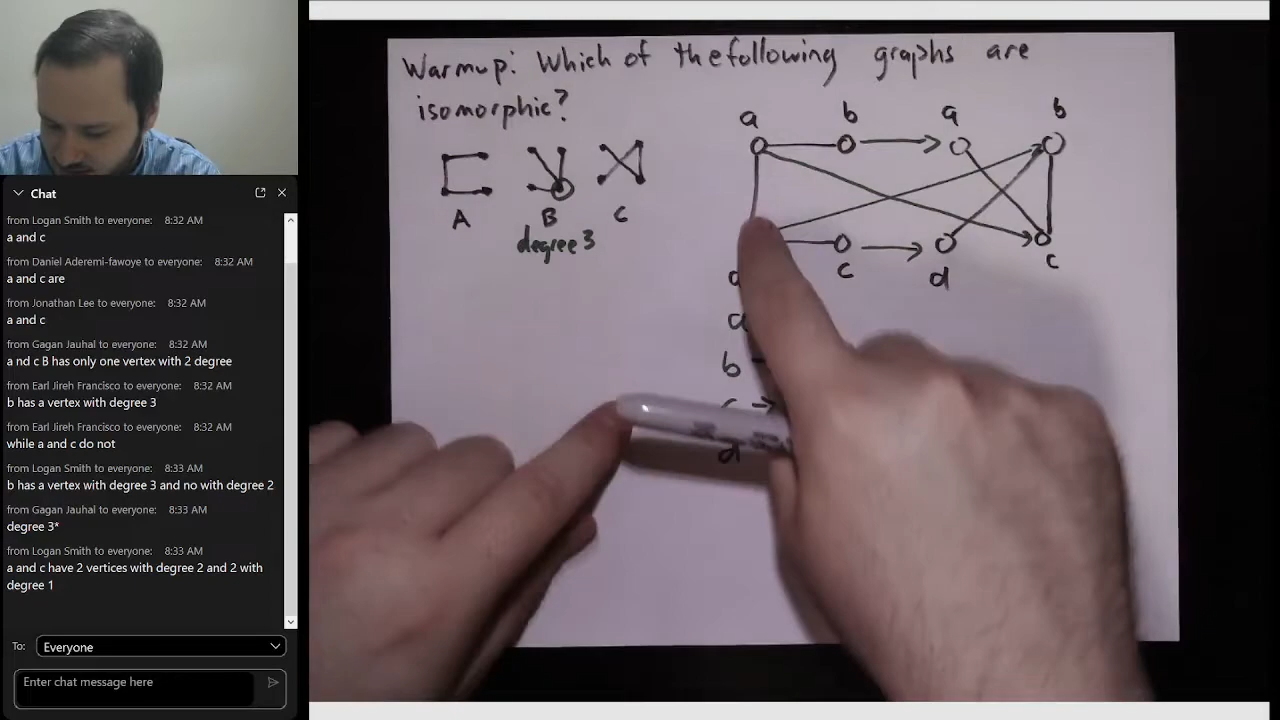 Chat
from Logan Smith to everyone: 8:32 AM
a and c
from Daniel Aderemi-fawoye to everyone: 8:32 AM
a and c are
from Jonathan Lee to everyone: 8:32 AM
a and c
from Gagan Jauhal to everyone: 8:32 AM
a nd c B has only one vertex with 2 degree
from Earl Jireh Francisco to everyone: 8:32 AM
b has a vertex with degree 3
from Earl Jireh Francisco to everyone: 8:32 AM
while a and c do not
from Logan Smith to everyone: 8:33 AM
b has a vertex with degree 3 and no with degree 2
from Gagan Jauhal to everyone: 8:33 AM
degree 3*
from Logan Smith to everyone: 8:33 AM
a and c have 2 vertices with degree 2 and 2 with
degree 1
To: Everyone
Enter chat message here
Warmup: Which of the following graphs are
isomorphic?
A B C
degree 3
a b a b
c d c
b
d